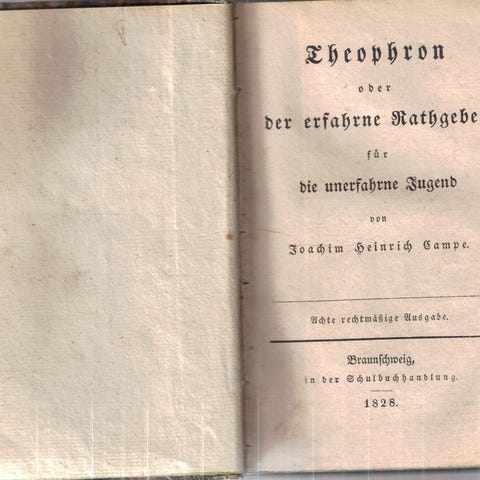 Theophron
oder
der erfahrne Rathgebe
für
die unerfahrne Jugend
von
Joachim Heinrich Campe.
Achte rechtmäßige Ausgabe.
Braunschweig,
in der Schulbuchhandlung.
1828.